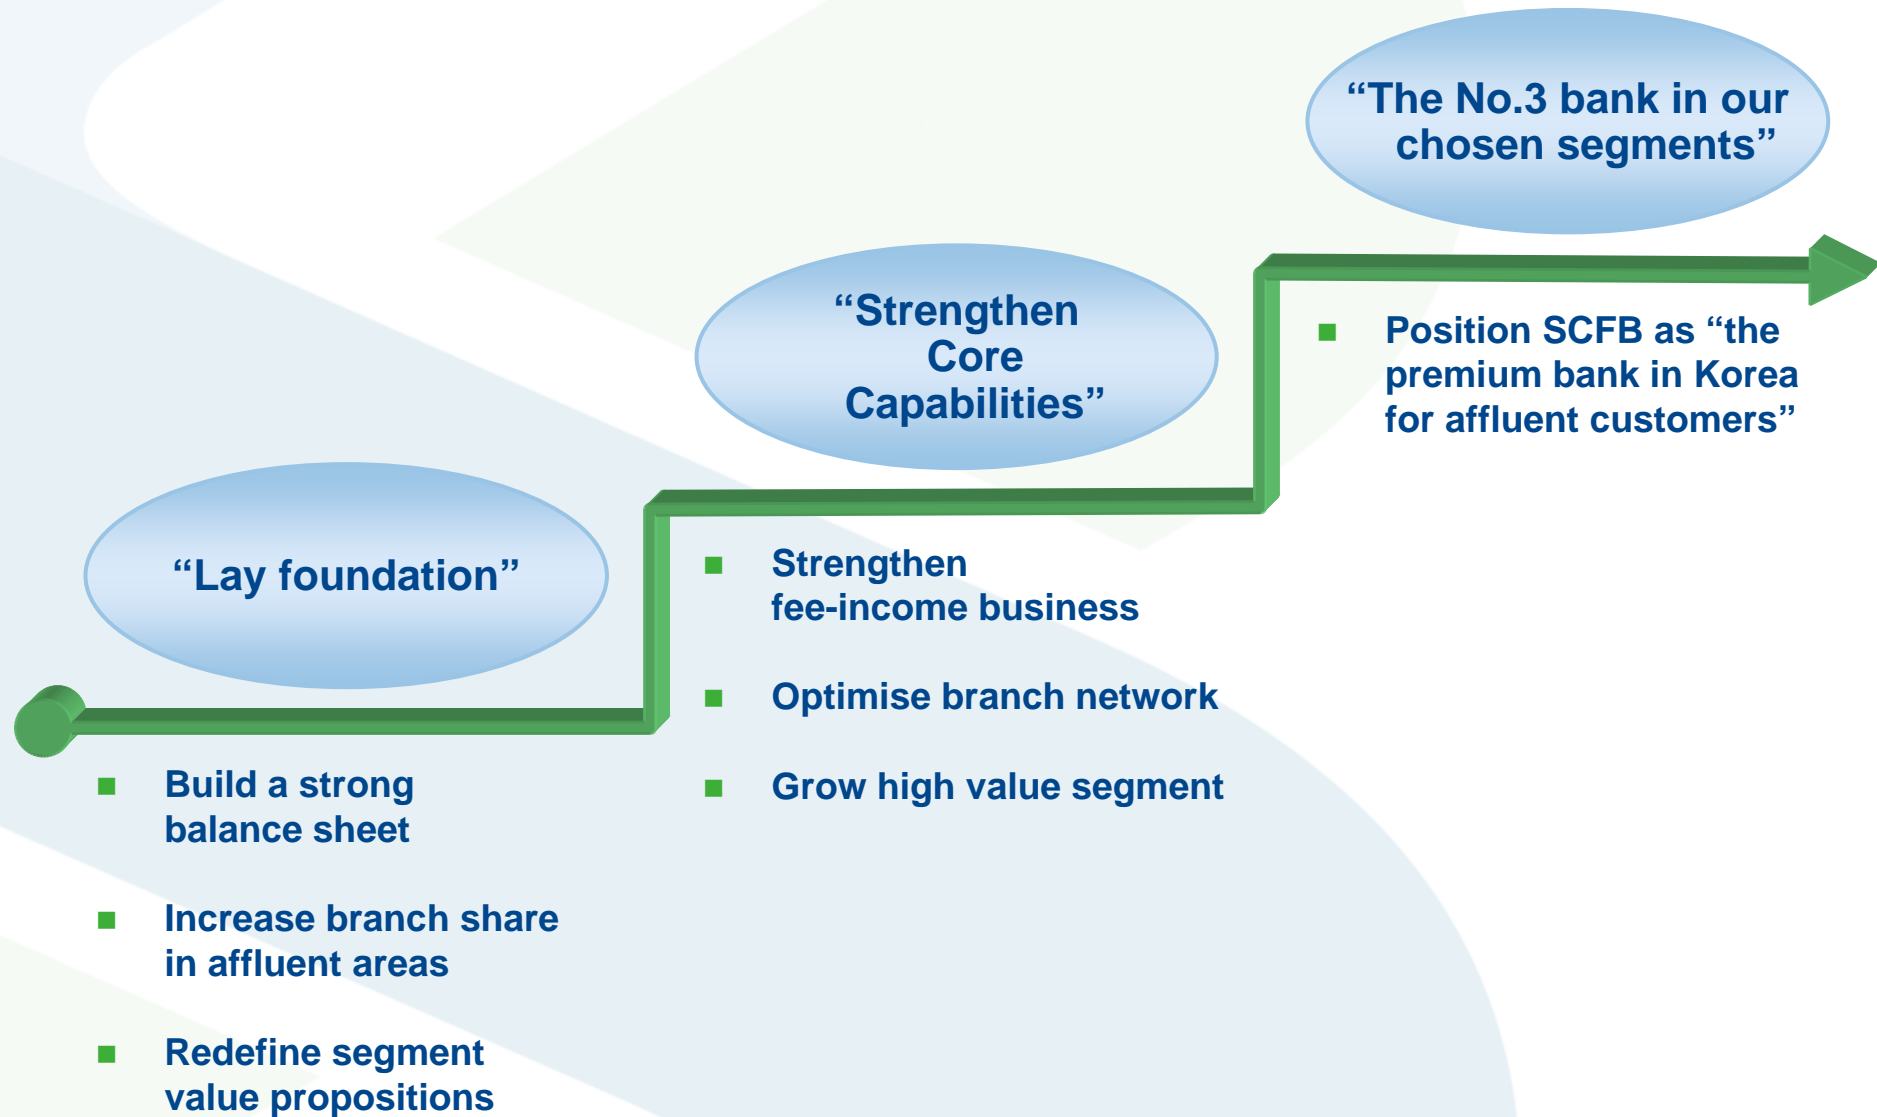 “Lay foundation”
■ Build a strong
balance sheet
■ Increase branch share
in affluent areas
■ Redefine segment
value propositions
“Strengthen
Core
Capabilities”
■ Strengthen
fee-income business
■ Optimise branch network
■ Grow high value segment
“The No.3 bank in our
chosen segments”
■ Position SCFB as “the
premium bank in Korea
for affluent customers”